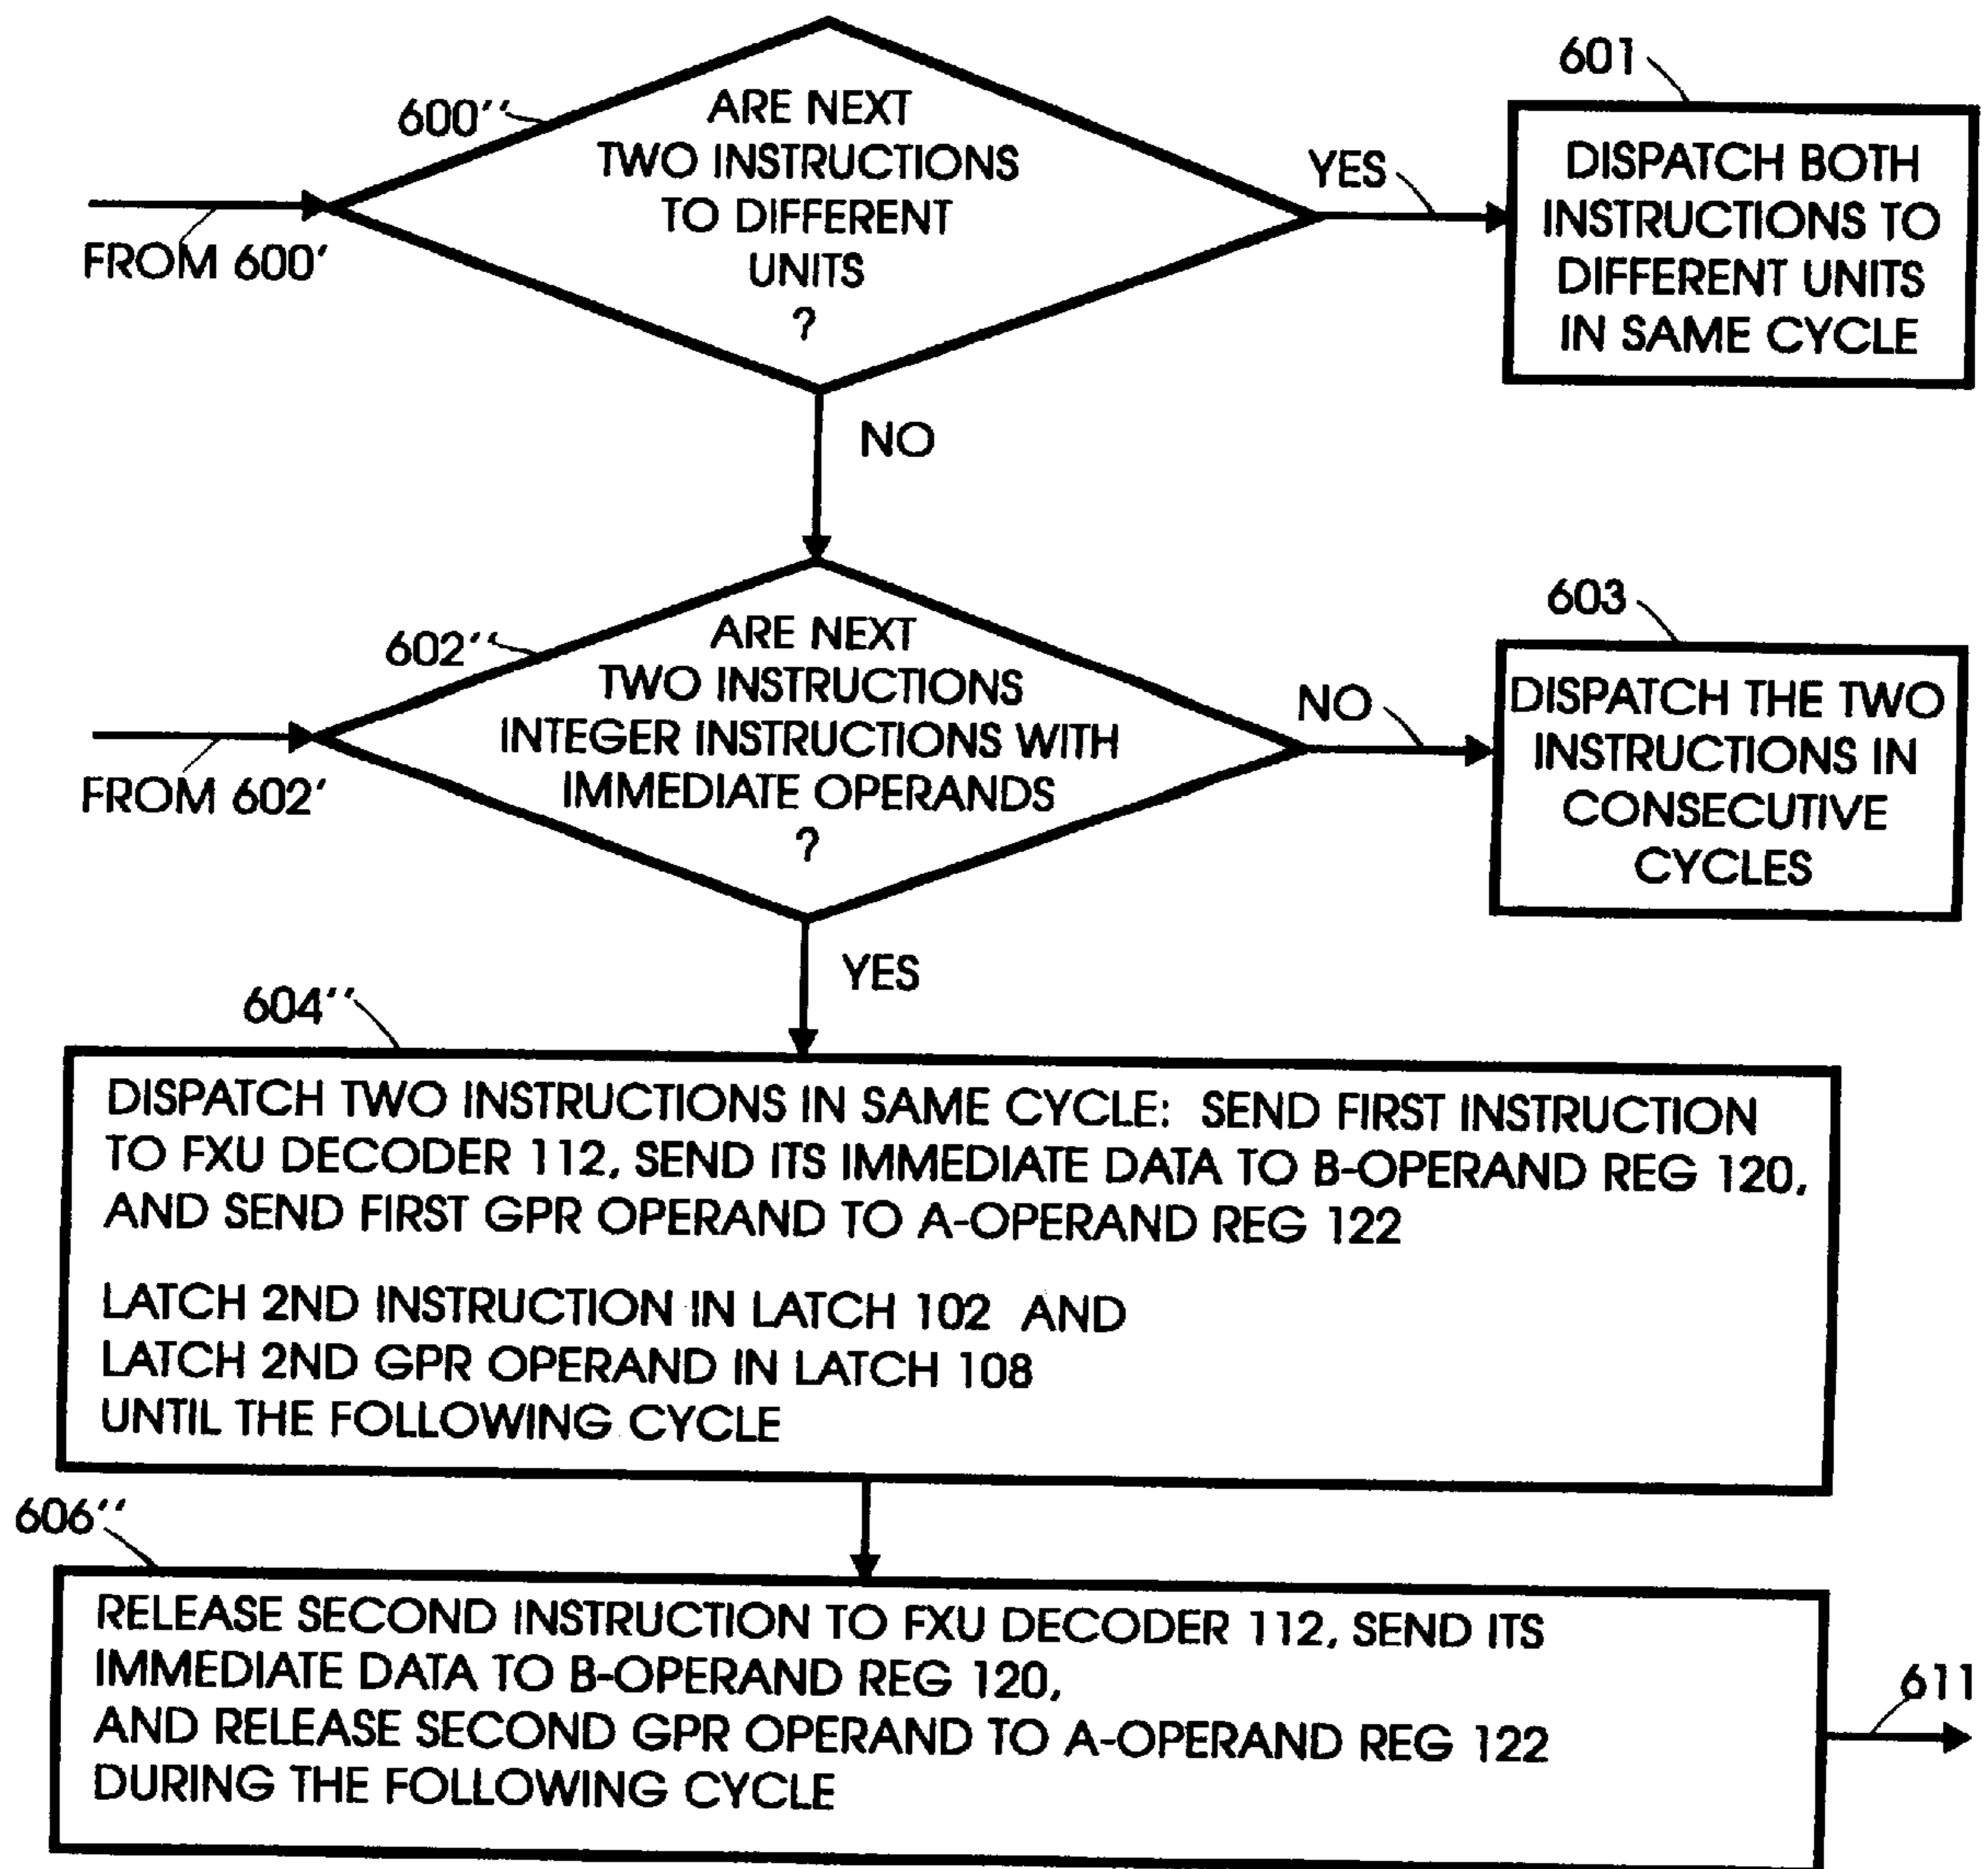 600''
ARE NEXT
TWO INSTRUCTIONS
TO DIFFERENT
UNITS
?
FROM 600'
YES
601
DISPATCH BOTH
INSTRUCTIONS TO
DIFFERENT UNITS
IN SAME CYCLE
NO
602''
ARE NEXT
TWO INSTRUCTIONS
INTEGER INSTRUCTIONS WITH
IMMEDIATE OPERANDS
?
FROM 602'
NO
603
DISPATCH THE TWO
INSTRUCTIONS IN
CONSECUTIVE
CYCLES
YES
604''
DISPATCH TWO INSTRUCTIONS IN SAME CYCLE: SEND FIRST INSTRUCTION
TO FXU DECODER 112, SEND ITS IMMEDIATE DATA TO B-OPERAND REG 120,
AND SEND FIRST GPR OPERAND TO A-OPERAND REG 122
LATCH 2ND INSTRUCTION IN LATCH 102 AND
LATCH 2ND GPR OPERAND IN LATCH 108
UNTIL THE FOLLOWING CYCLE
606''
RELEASE SECOND INSTRUCTION TO FXU DECODER 112, SEND ITS
IMMEDIATE DATA TO B-OPERAND REG 120,
AND RELEASE SECOND GPR OPERAND TO A-OPERAND REG 122
DURING THE FOLLOWING CYCLE
611